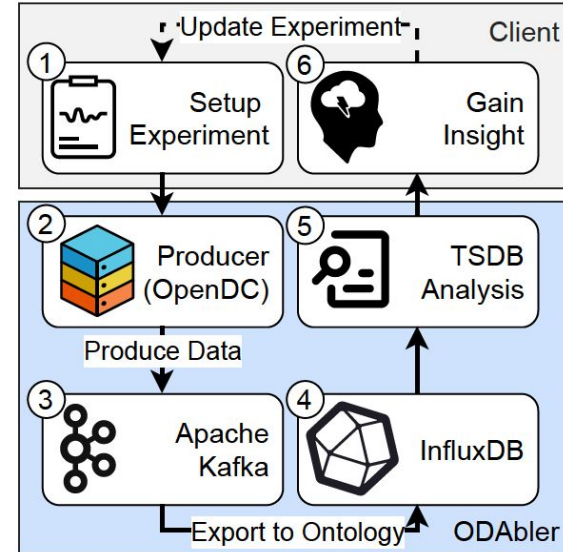 Update Experiment
Client
1
Setup
Experiment
6
Gain
Insight
2
Producer
(OpenDC)
5
TSDB
Analysis
Produce Data
3
Apache
Kafka
4
InfluxDB
Export to Ontology
ODAbler